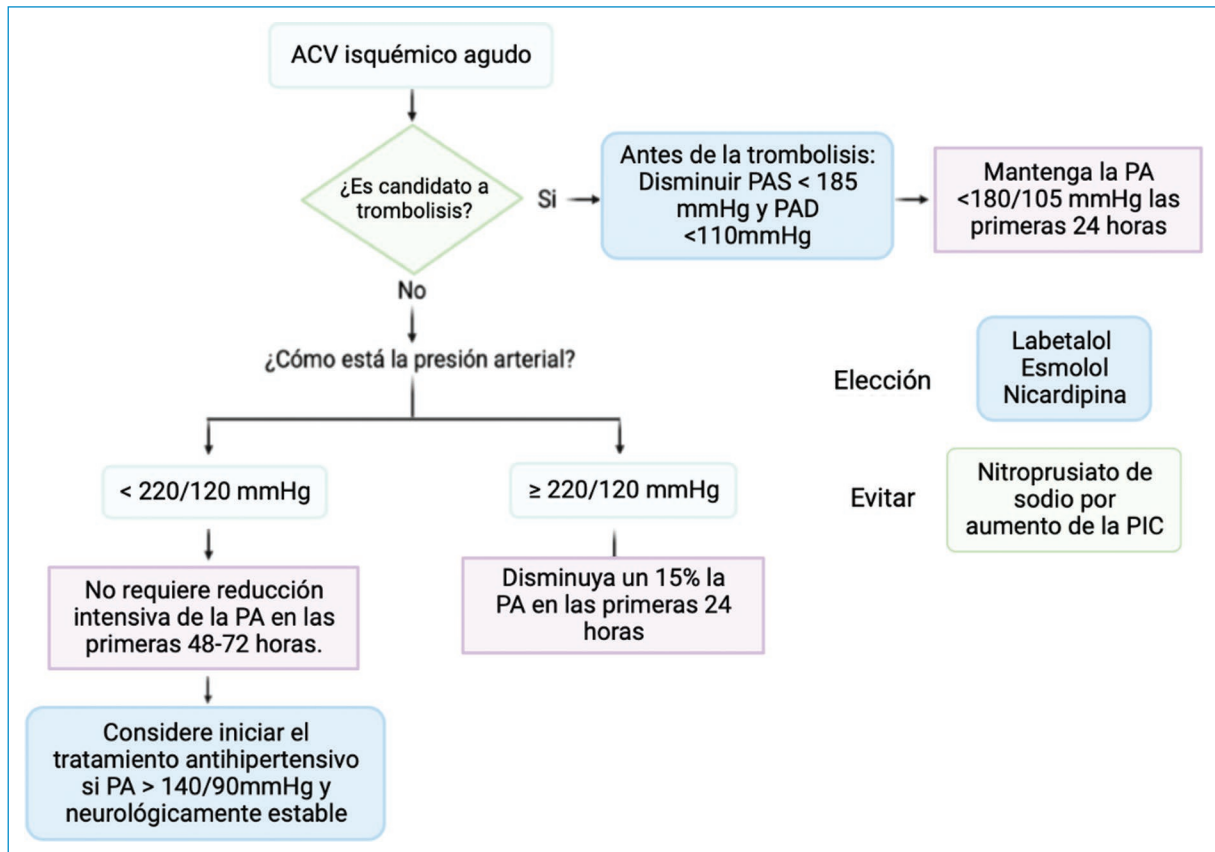 ACV isquémico agudo
¿Es candidato a
trombolisis?
Si
Antes de la trombolisis:
Disminuir PAS < 185
mmHg y PAD
<110mmHg
Mantenga la PA
<180/105 mmHg las
primeras 24 horas
No
¿Cómo está la presión arterial?
< 220/120 mmHg
≥ 220/120 mmHg
No requiere reducción
intensiva de la PA en las
primeras 48-72 horas.
Disminuya un 15% la
PA en las primeras 24
horas
Considere iniciar el
tratamiento antihipertensivo
si PA > 140/90mmHg y
neurológicamente estable
Elección
Labetalol
Esmolol
Nicardipina
Evitar
Nitroprusiato de
sodio por
aumento de la PIC